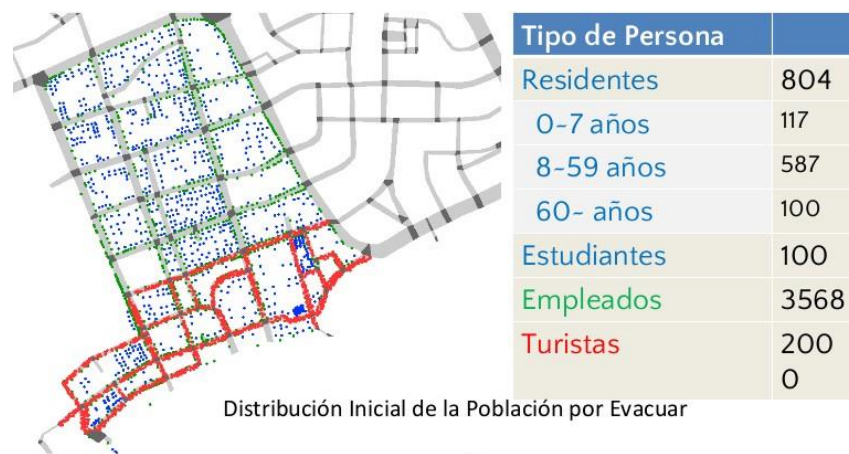 Tipo de Persona
Residentes 804
0-7 años 117
8-59 años 587
60- años 100
Estudiantes 100
Empleados 3568
Turistas 200
0
Distribución Inicial de la Población por Evacuar